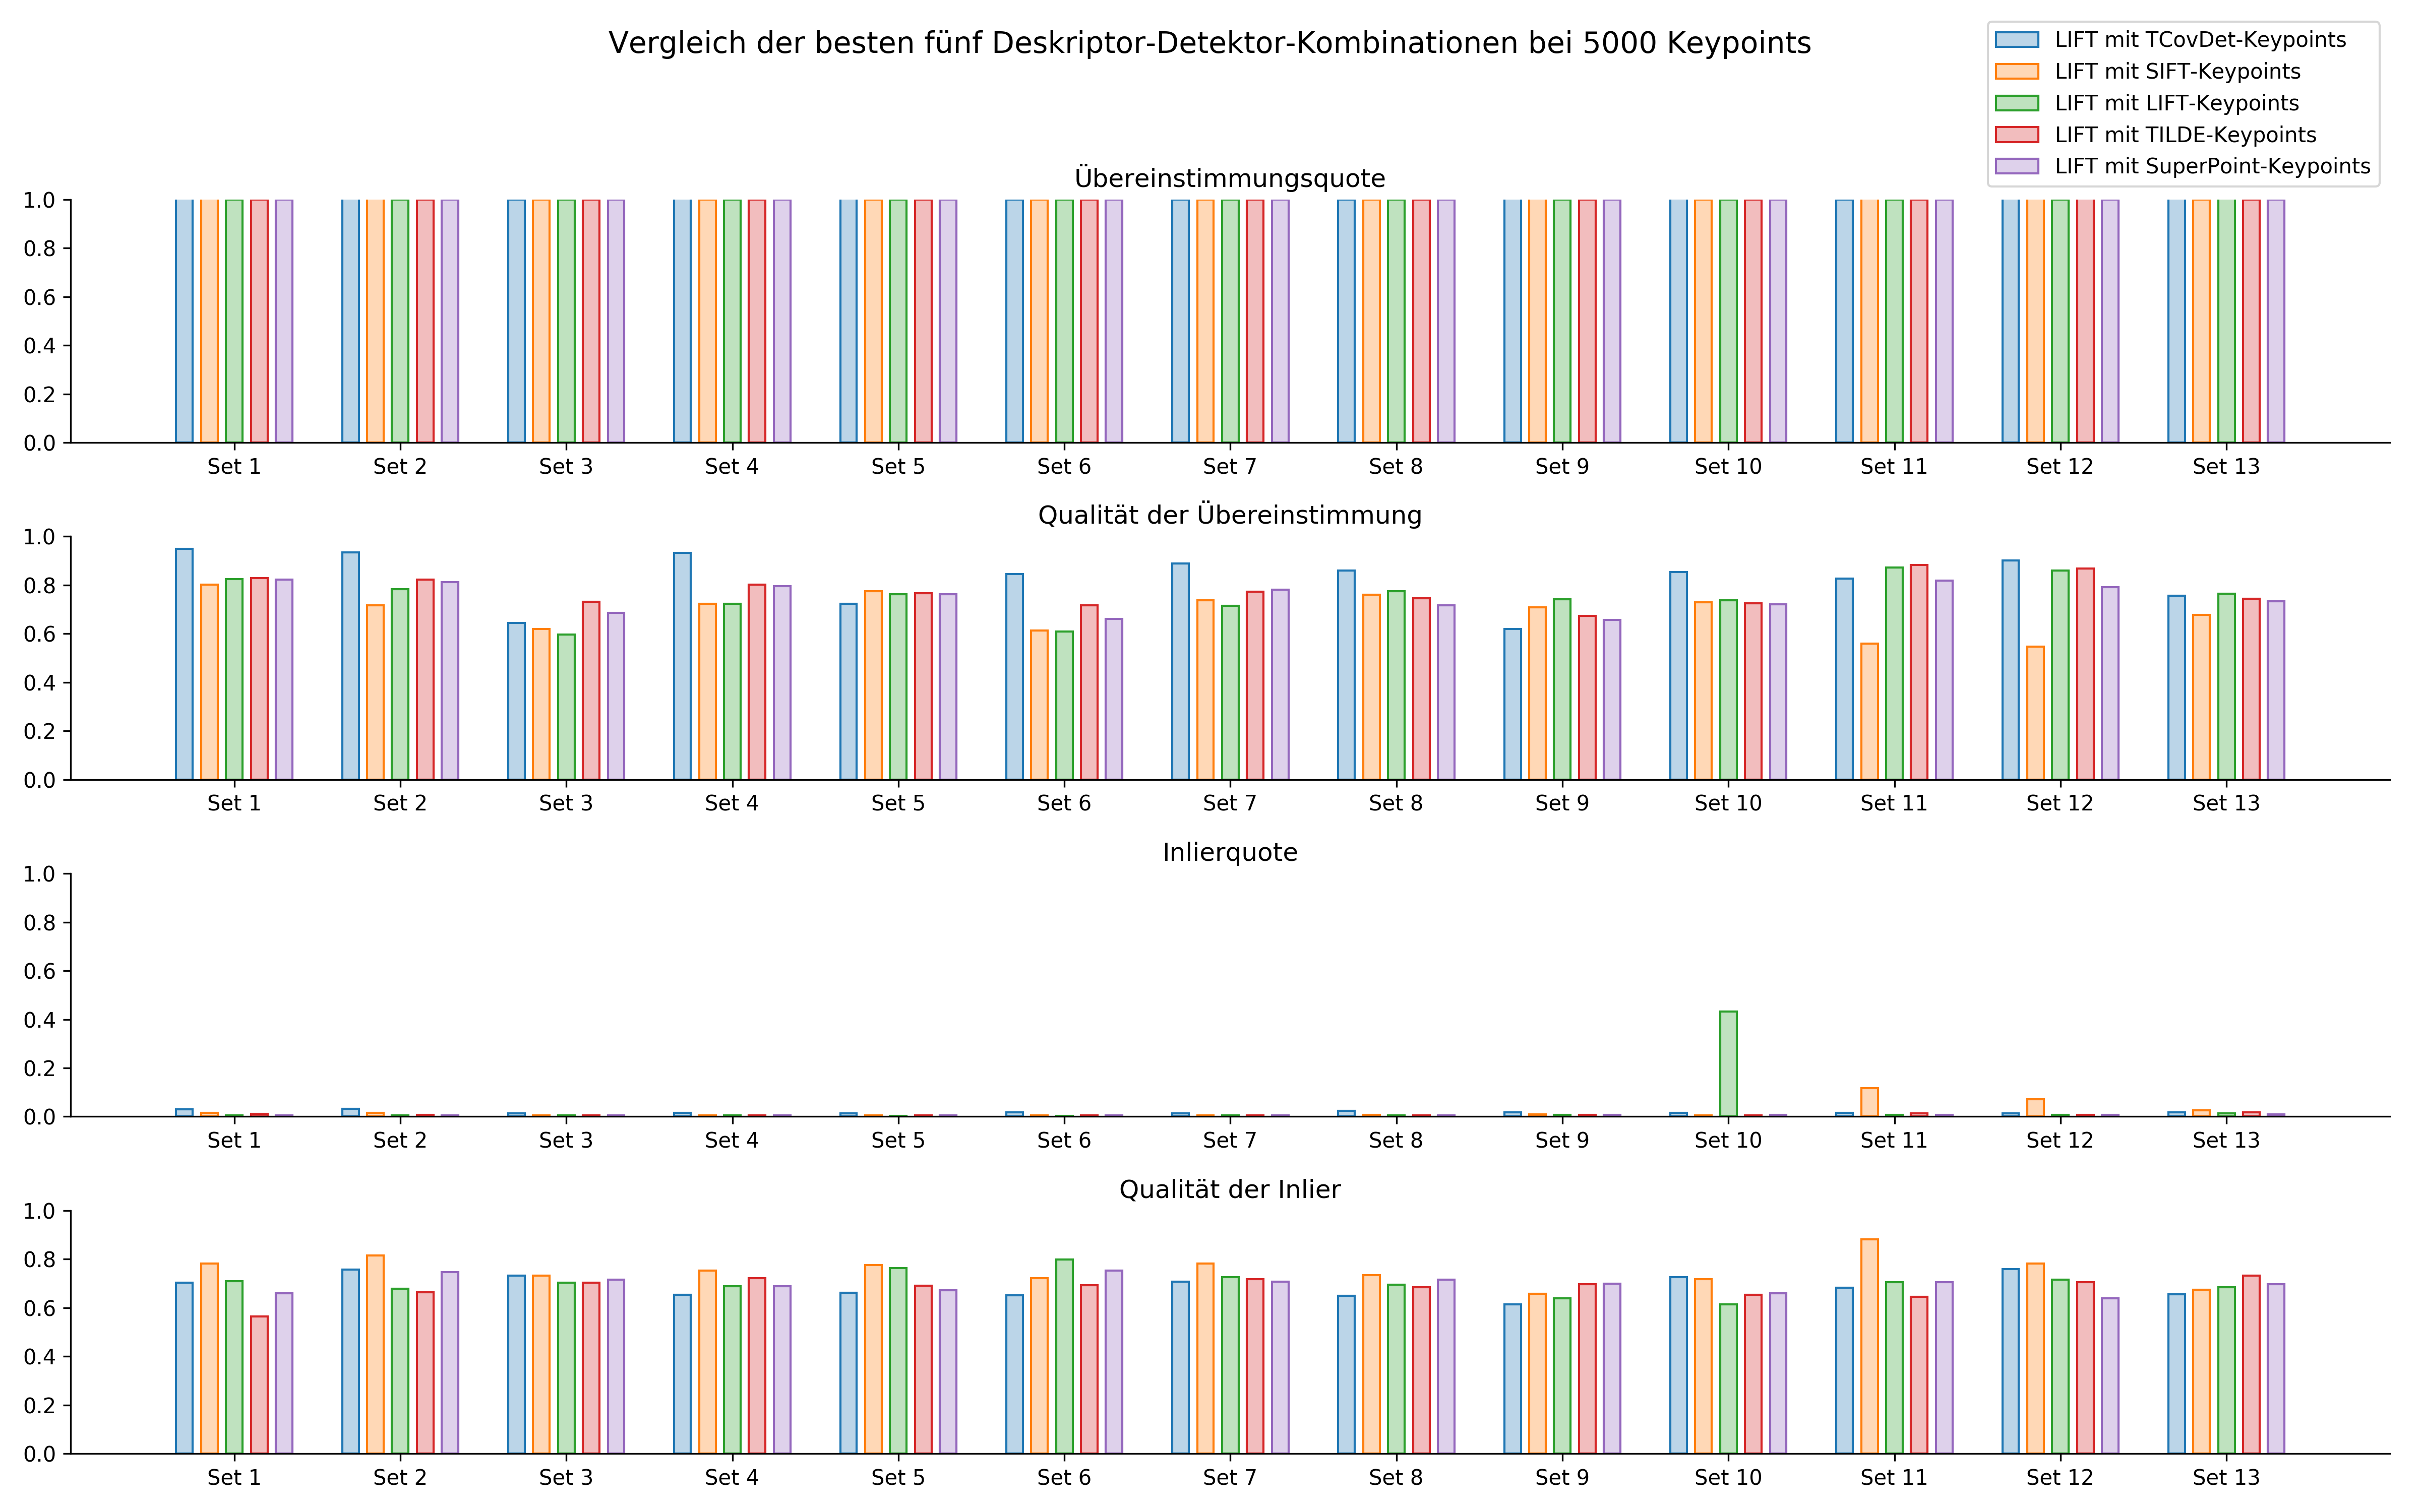 Vergleich der besten fünf Deskriptor-Detektor-Kombinationen bei 5000 Keypoints
LIFT mit TCovDet-Keypoints
LIFT mit SIFT-Keypoints
LIFT mit LIFT-Keypoints
LIFT mit TILDE-Keypoints
LIFT mit SuperPoint-Keypoints
Übereinstimmungsquote
1.0
0.8
0.6
0.4
0.2
0.0
Set 1 Set 2 Set 3 Set 4 Set 5 Set 6 Set 7 Set 8 Set 9 Set 10 Set 11 Set 12 Set 13
Qualität der Übereinstimmung
1.0
0.8
0.6
0.4
0.2
0.0
Set 1 Set 2 Set 3 Set 4 Set 5 Set 6 Set 7 Set 8 Set 9 Set 10 Set 11 Set 12 Set 13
Inlierquote
1.0
0.8
0.6
0.4
0.2
0.0
Set 1 Set 2 Set 3 Set 4 Set 5 Set 6 Set 7 Set 8 Set 9 Set 10 Set 11 Set 12 Set 13
Qualität der Inlier
1.0
0.8
0.6
0.4
0.2
0.0
Set 1 Set 2 Set 3 Set 4 Set 5 Set 6 Set 7 Set 8 Set 9 Set 10 Set 11 Set 12 Set 13